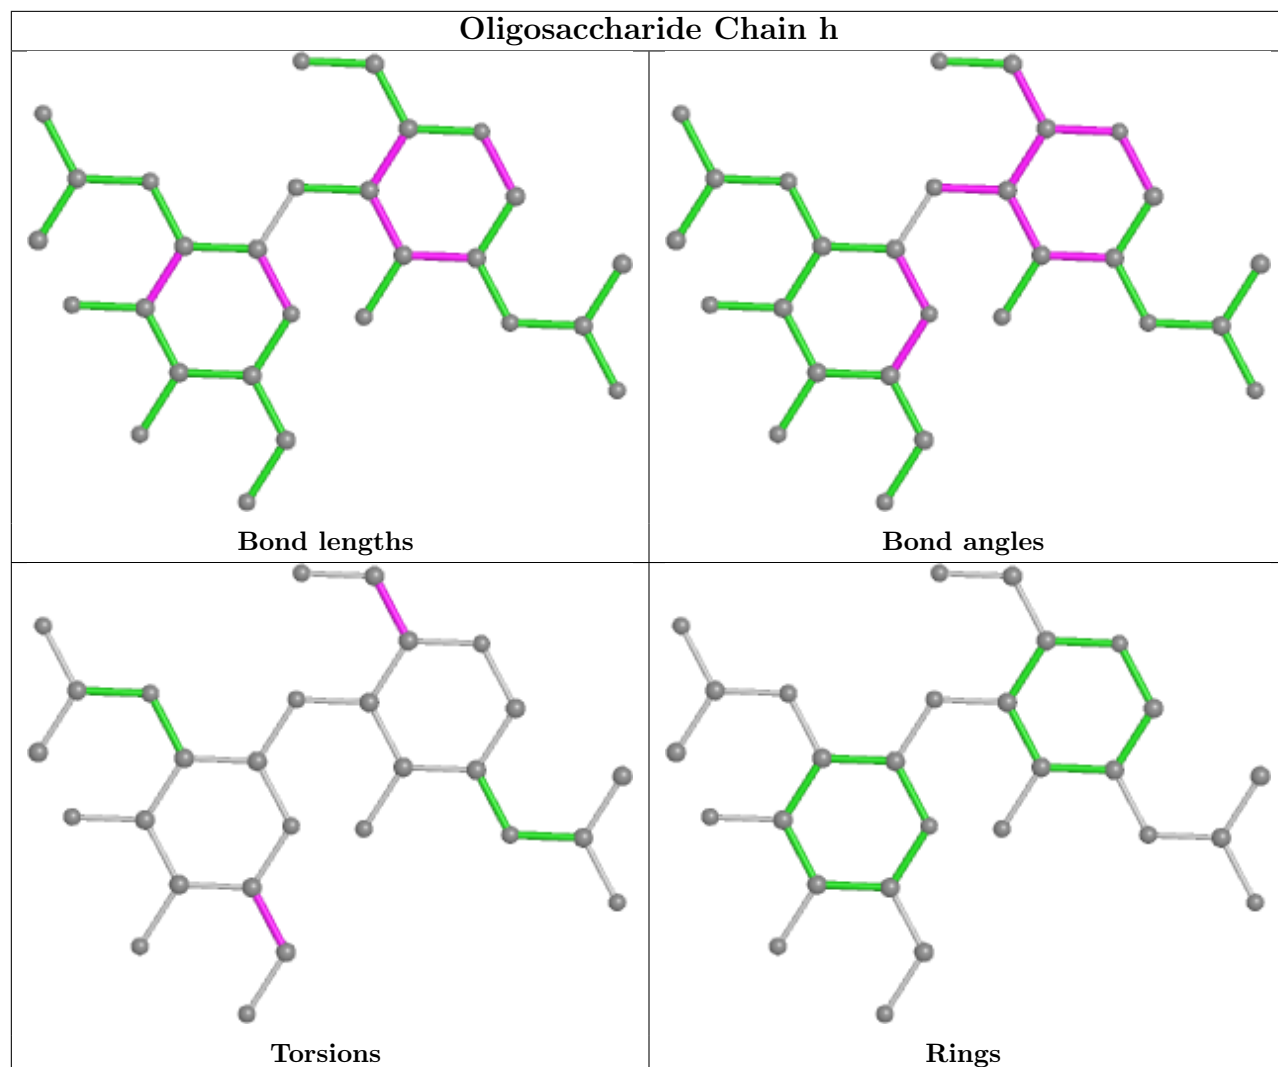 Oligosaccharide Chain h
Bond lengths
Bond angles
Torsions
Rings